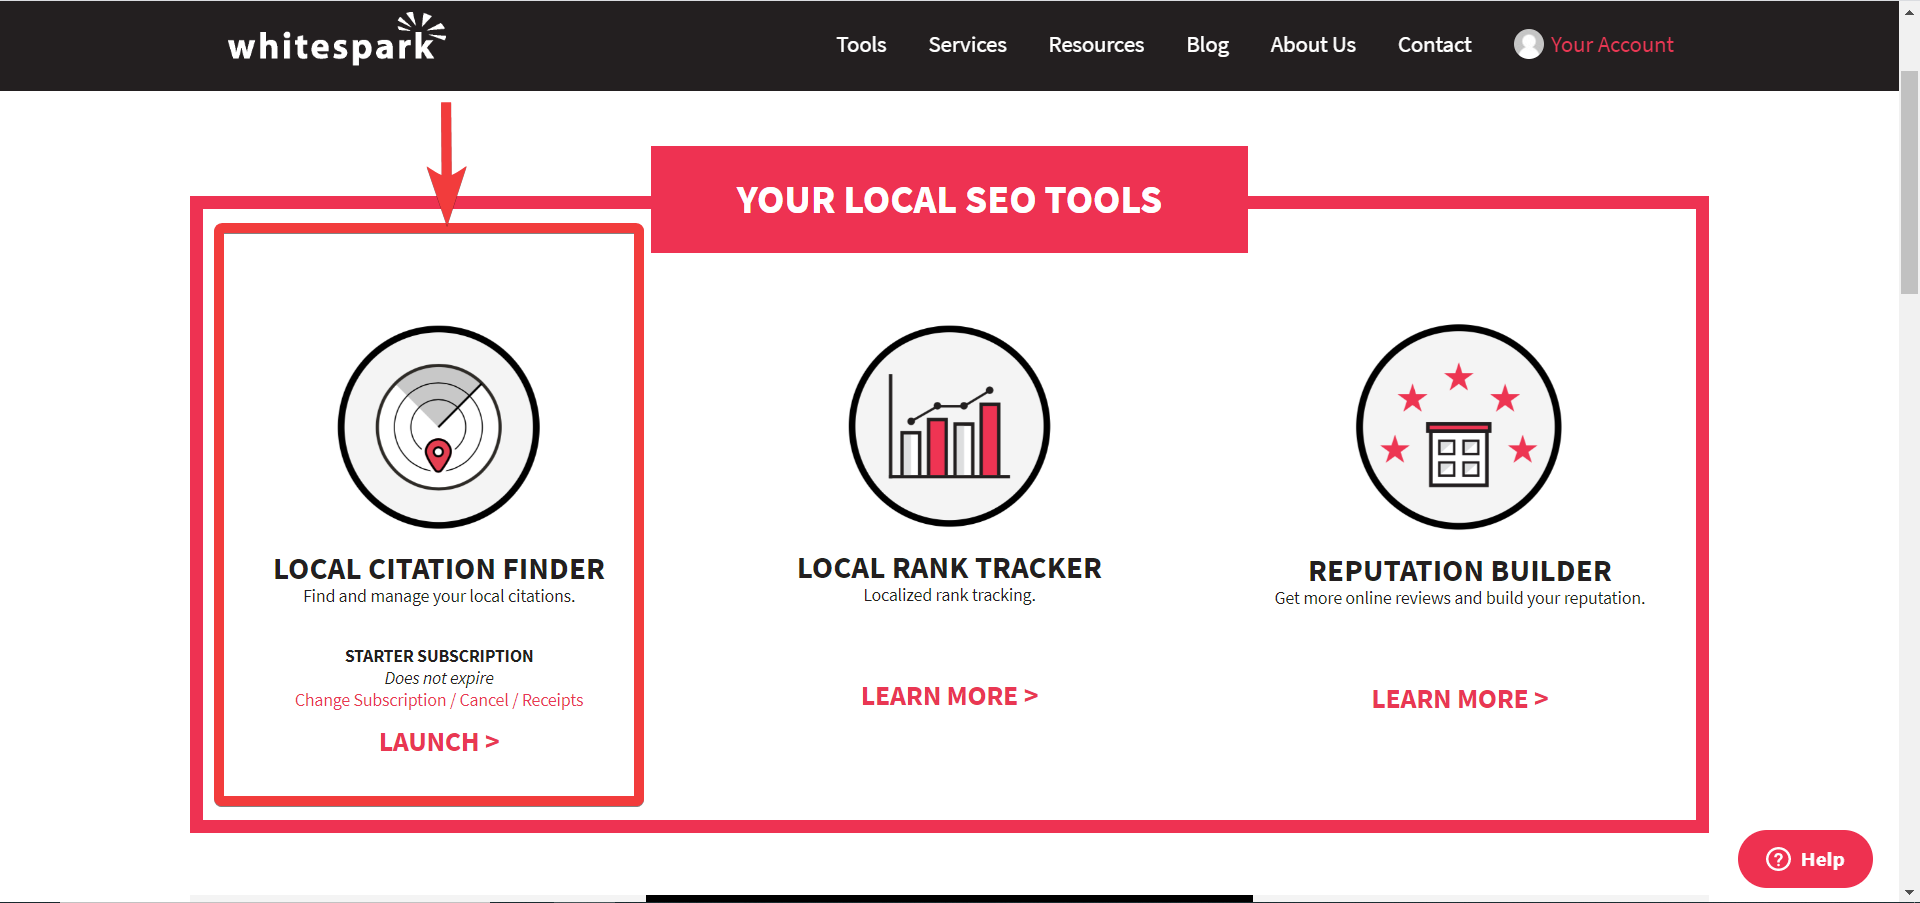 whitespark
Tools Services Resources Blog About Us Contact Your Account
YOUR LOCAL SEO TOOLS
LOCAL CITATION FINDER
Find and manage your local citations.
STARTER SUBSCRIPTION
Does not expire
Change Subscription / Cancel / Receipts
LAUNCH >
LOCAL RANK TRACKER
Localized rank tracking.
LEARN MORE >
REPUTATION BUILDER
Get more online reviews and build your reputation.
LEARN MORE >
? Help